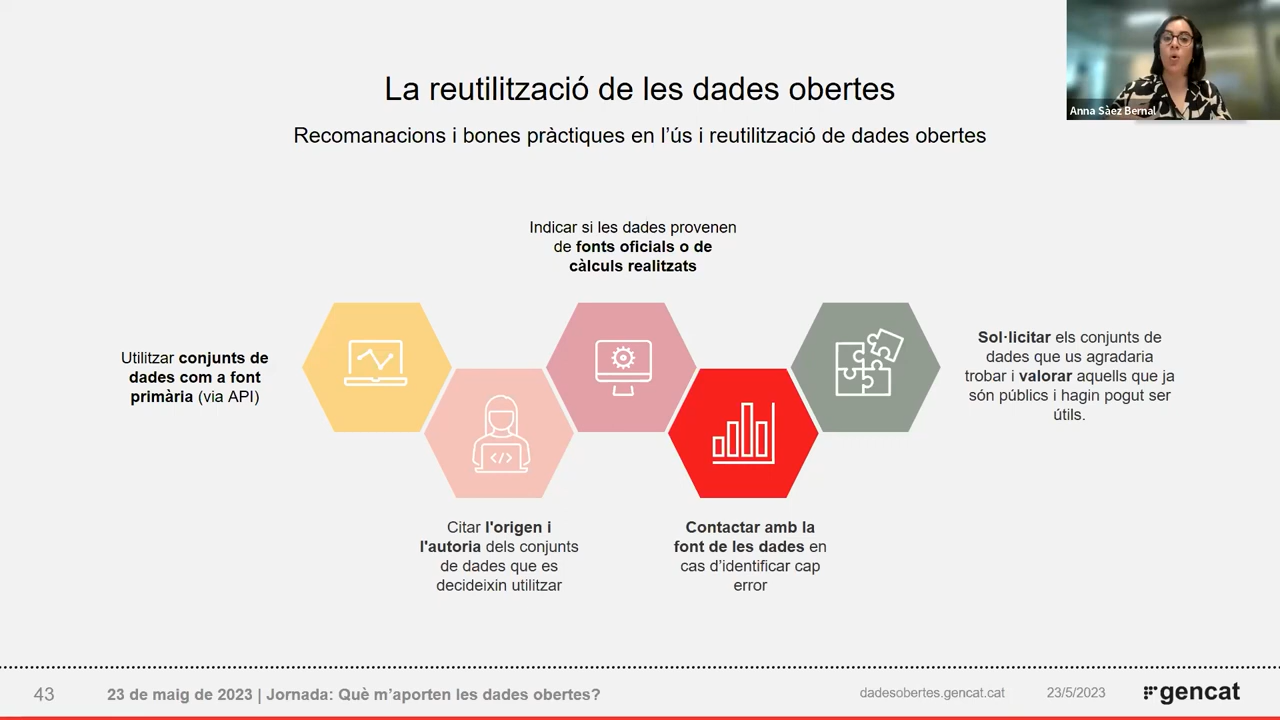 La reutilització de les dades obertes
Recomanacions i bones pràctiques en l'ús i reutilització de dades obertes
Anna Sàez Bernal
Indicar si les dades provenen
de fonts oficials o de
càlculs realitzats
Utilitzar conjunts de
dades com a font
primària (via API)
Sol·licitar els conjunts de
dades que us agradaria
trobar i valorar aquells que ja
són públics i hagin pogut ser
útils.
Citar l'origen i
l'autoria dels conjunts
de dades que es
decideixin utilitzar
Contactar amb la
font de les dades en
cas d'identificar cap
error
43
23 de maig de 2023 | Jornada: Què m'aporten les dades obertes?
dadesobertes.gencat.cat
23/5/2023
gencat